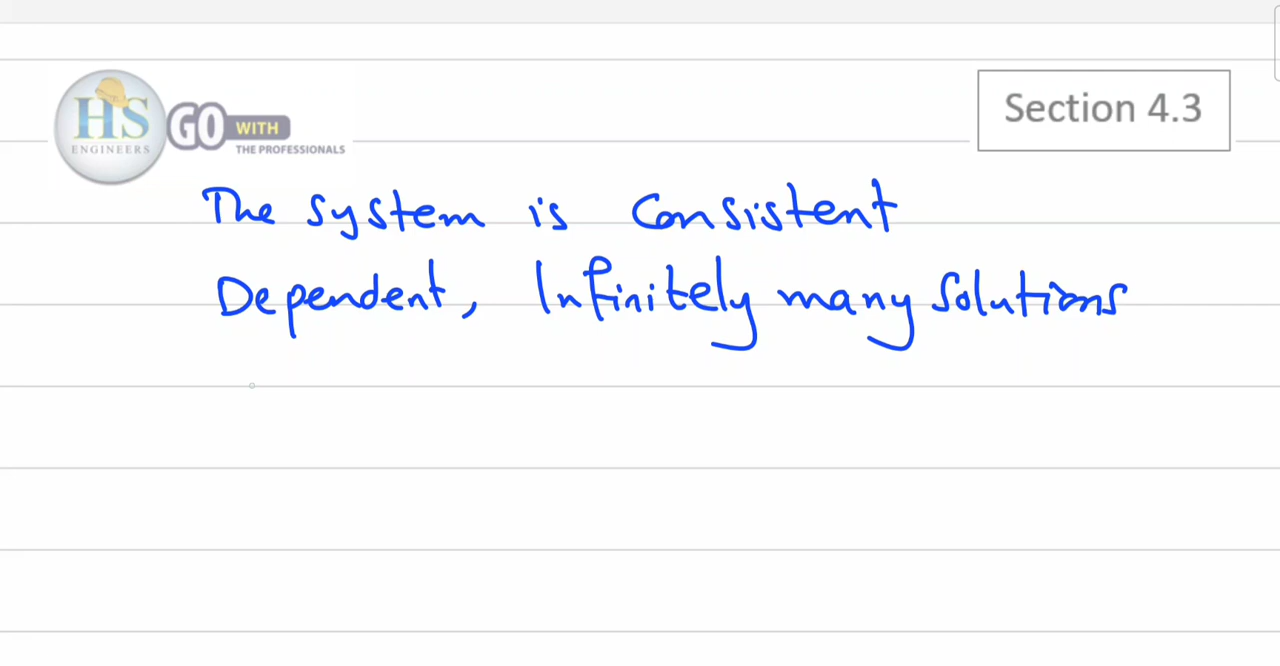 HS
ENGINEERS
GO WITH
THE PROFESSIONALS
Section 4.3
The system is Consistent
Dependent, Infinitely many Solutions